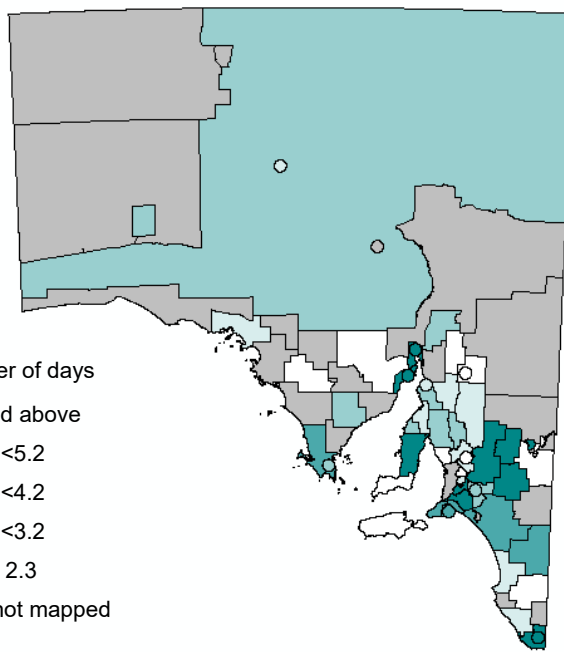 er of days
d above
<5.2
<4.2
<3.2
2.3
not mapped